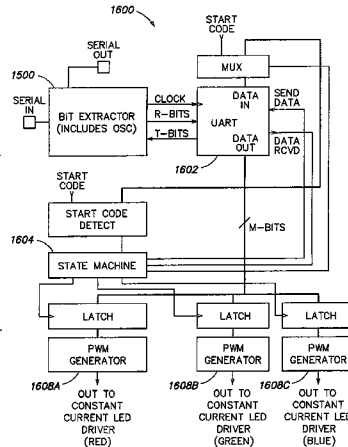 1600
START
CODE
SERIAL
OUT
MUX
1500
SERIAL
IN
BIT EXTRACTOR
(INCLUDES OSC)
CLOCK
R-BITS
T-BITS
DATA
IN
UART
DATA
OUT
SEND
DATA
DATA
RCVD
1602
START
CODE
START CODE
DETECT
M-BITS
1604
STATE MACHINE
LATCH
LATCH
LATCH
PWM
GENERATOR
PWM
GENERATOR
PWM
GENERATOR
1608A
1608B
1608C
OUT TO
CONSTANT
CURRENT LED
DRIVER
(RED)
OUT TO
CONSTANT
CURRENT LED
DRIVER
(GREEN)
OUT TO
CONSTANT
CURRENT LED
DRIVER
(BLUE)